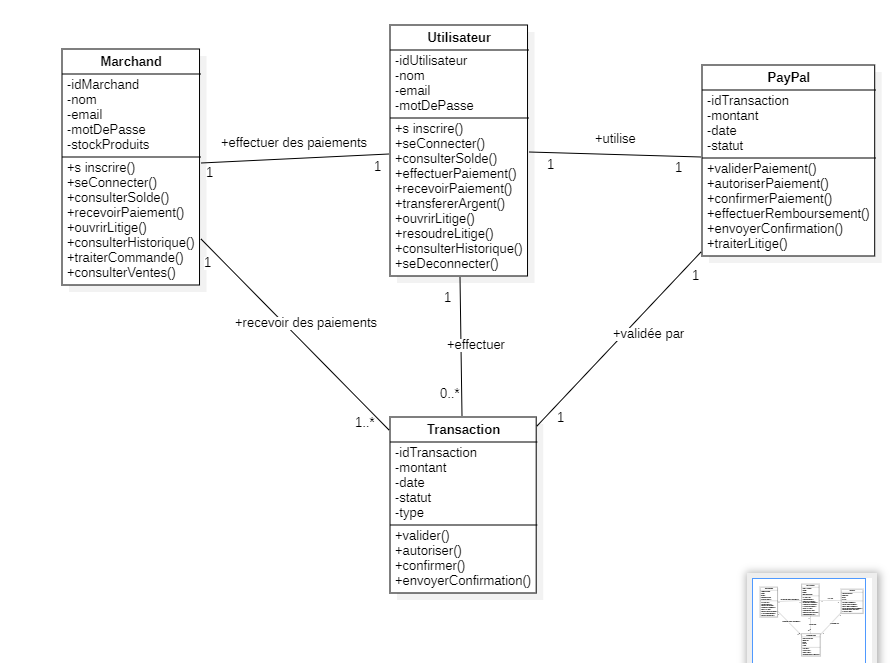 Marchand
-idMarchand
-nom
-email
-motDePasse
-stockProduits
+s inscrire()
+seConnecter()
+consulterSolde()
+recevoirPaiement()
+ouvrirLitige()
+consulterHistorique()
+traiterCommande()
+consulterVentes()
+effectuer des paiements
1
1
Utilisateur
-idUtilisateur
-nom
-email
-motDePasse
+s inscrire()
+seConnecter()
+consulterSolde()
+effectuerPaiement()
+recevoirPaiement()
+transfererArgent()
+ouvrirLitige()
+resoudreLitige()
+consulterHistorique()
+seDeconnecter()
+utilise
1
1
PayPal
-idTransaction
-montant
-date
-statut
+validerPaiement()
+autoriserPaiement()
+confirmerPaiement()
+effectuerRemboursement()
+envoyerConfirmation()
+traiterLitige()
1
+recevoir des paiements
1..*
1
+effectuer
0..*
1
+validée par
1
Transaction
-idTransaction
-montant
-date
-statut
-type
+valider()
+autoriser()
+confirmer()
+envoyerConfirmation()